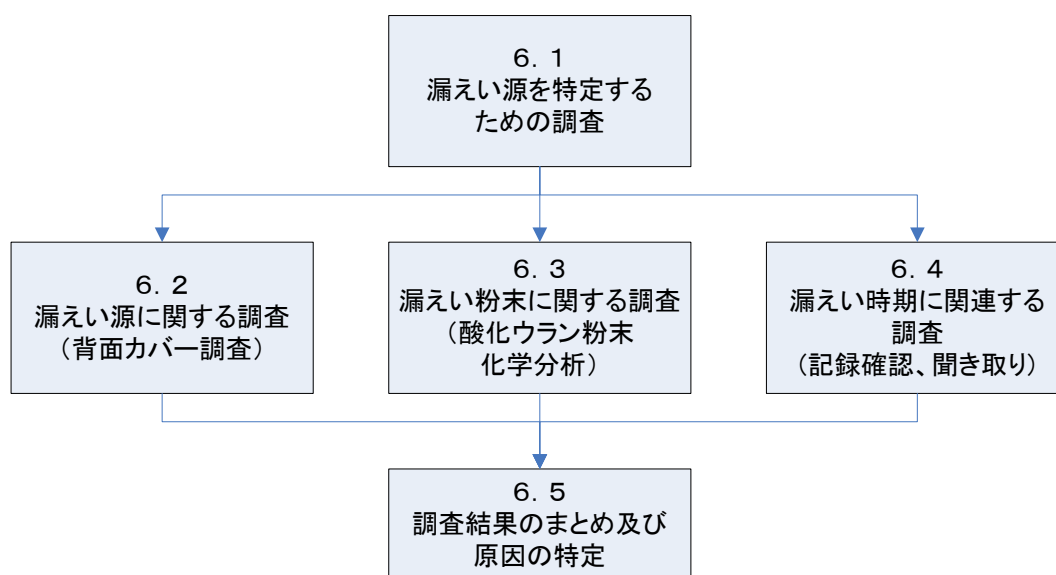 6．1
漏えい源を特定する
ための調査
6．2
漏えい源に関する調査
（背面カバー調査）
6．3
漏えい粉末に関する調査
（酸化ウラン粉末
化学分析）
6．4
漏えい時期に関連する
調査
（記録確認、聞き取り）
6．5
調査結果のまとめ及び
原因の特定